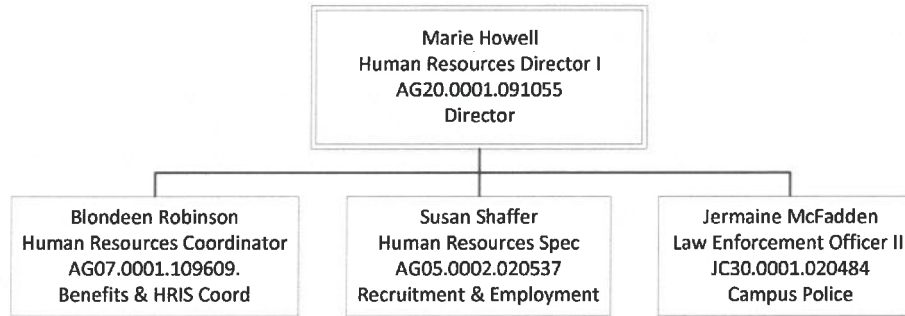 Marie Howell
Human Resources Director I
AG20.0001.091055
Director
Blondeen Robinson
Human Resources Coordinator
AG07.0001.109609.
Benefits & HRIS Coord
Susan Shaffer
Human Resources Spec
AG05.0002.020537
Recruitment & Employment
Jermaine McFadden
Law Enforcement Officer II
JC30.0001.020484
Campus Police